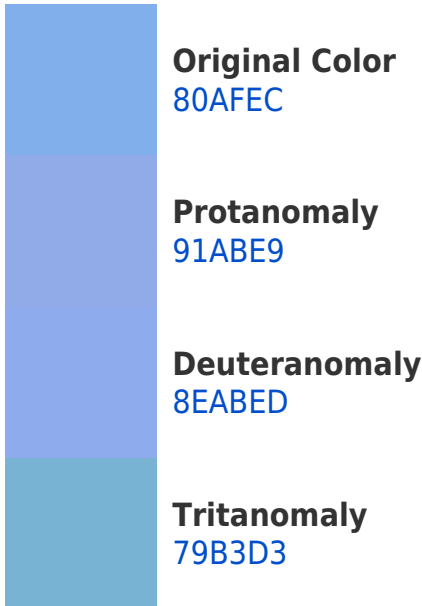 Original Color
80AFEC
Protanomaly
91ABE9
Deuteranomaly
8EABED
Tritanomaly
79B3D3